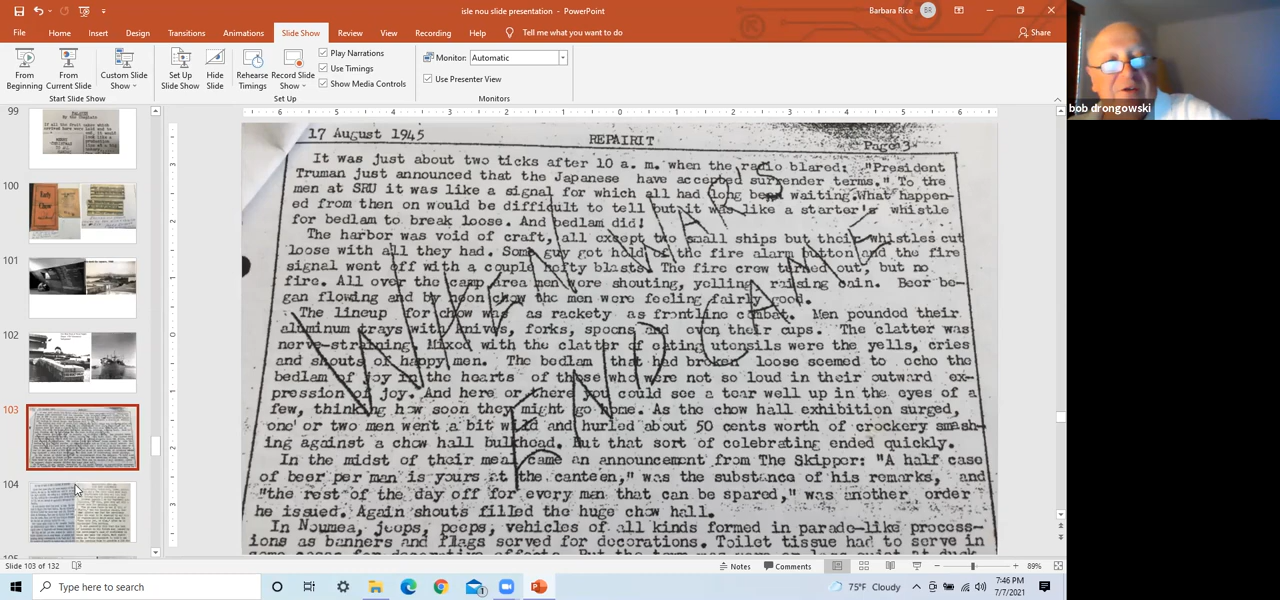 isle nou slide presentation - PowerPoint
Barbara Rice
BR
File Home Insert Design Transitions Animations Slide Show Review View Recording Help Tell me what you want to do
Share
From Beginning
From Current Slide
Custom Slide Show
Start Slide Show
Set Up Slide Show
Hide Slide
Rehearse Timings
Record Slide Show
Play Narrations
Use Timings
Show Media Controls
Set Up
Monitor: Automatic
Use Presenter View
Monitors
bob drongowski
99
100
101
102
103
104
17 August 1945 REPAIRIT Page 3
It was just about two ticks after 10 a. m. when the radio blared: "President
Truman just announced that the Japanese have accepted surrender terms." To the
men at SRU it was like a signal for which all had long been waiting.What happen-
ed from then on would be difficult to tell but it was like a starter's whistle
for bedlam to break loose. And bedlam did!
The harbor was void of craft, all except two small ships but their whistles cut
loose with all they had. Some guy got hold of the fire alarm button and the fire
signal went off with a couple hefty blasts. The fire crew turned out, but no
fire. All over the camp area men were shouting, yelling raising cain. Beer be-
gan flowing and by noon chow the men were feeling fairly good.
The lineup for chow was as rackety as frontline combat. Men pounded their
aluminum trays with knives, forks, spoons and even their cups. The clatter was
nerve-straining. Mixed with the clatter of eating utensils were the yells, cries
and shouts of happy men. The bedlam that had broken loose seemed to echo the
bedlam of joy in the hearts of those who were not so loud in their outward ex-
pression of joy. And here or there you could see a tear well up in the eyes of a
few, thinking how soon they might go home. As the chow hall exhibition surged,
one or two men went a bit wild and hurled about 50 cents worth of crockery smash-
ing against a chow hall bulkhead. But that sort of celebrating ended quickly.
In the midst of their meal came an announcement from The Skipper: "A half case
of beer per man is yours at the canteen," was the substance of his remarks, and
"the rest of the day off for every man that can be spared," was another order
he issued. Again shouts filled the huge chow hall.
In Noumea, jeeps, peeps, vehicles of all kinds formed in parade-like process-
ions as banners and flags served for decorations. Toilet tissue had to serve in
WHEN WAR'S
END CAME
Slide 103 of 132
Notes
Comments
89%
Type here to search
75°F Cloudy
7:46 PM
7/7/2021